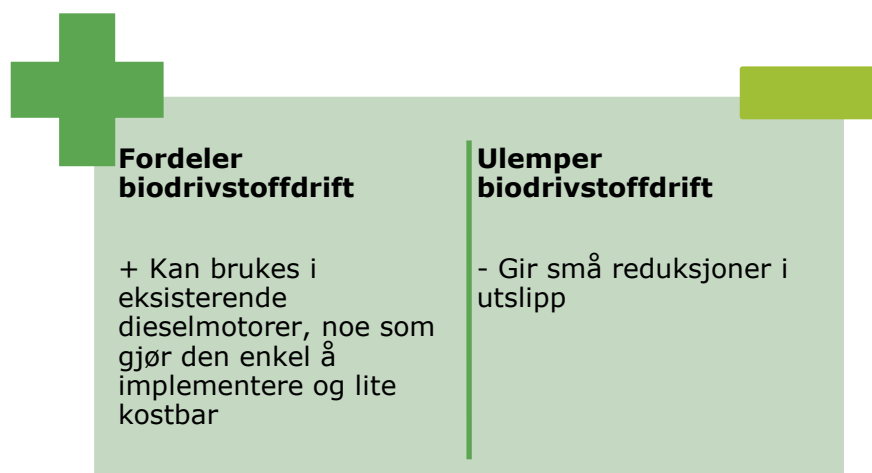 Fordeler
biodrivstoffdrift
+ Kan brukes i
eksisterende
dieselmotorer, noe som
gjør den enkel å
implementere og lite
kostbar
Ulemper
biodrivstoffdrift
- Gir små reduksjoner i
utslipp